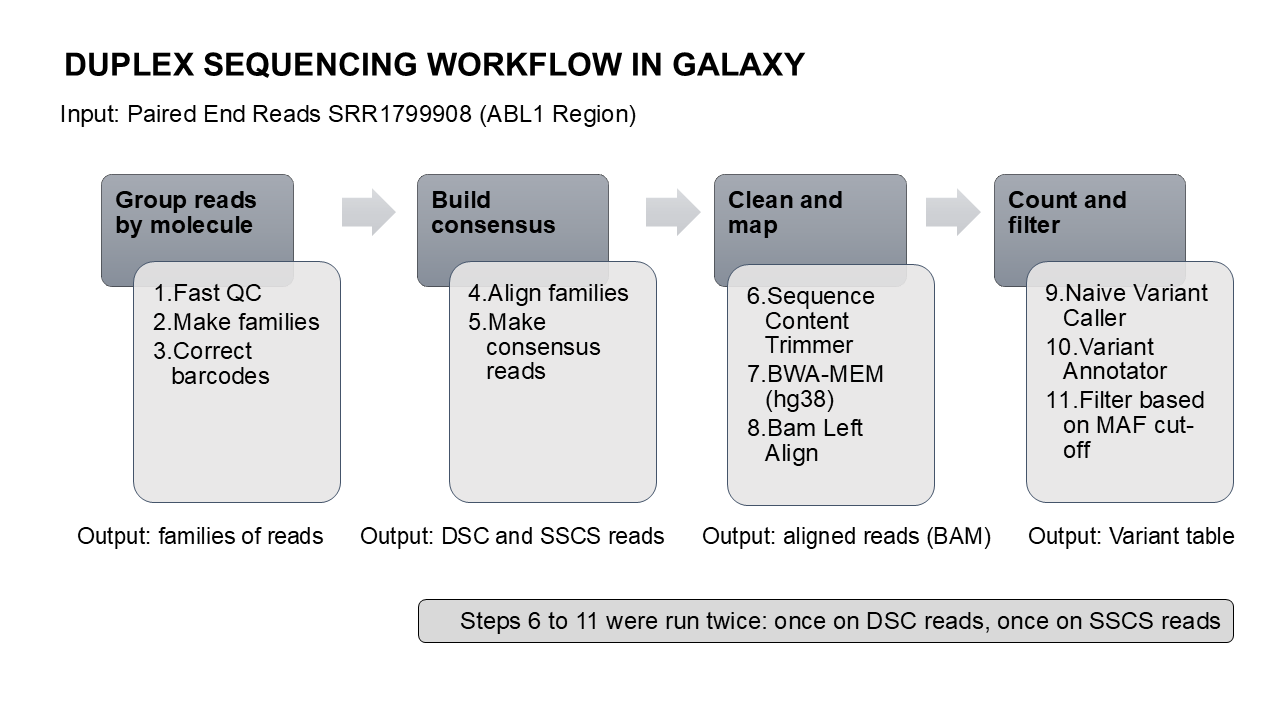 DUPLEX SEQUENCING WORKFLOW IN GALAXY
Input: Paired End Reads SRR1799908 (ABL1 Region)
Group reads
by molecule
1.Fast QC
2.Make families
3.Correct
barcodes
Output: families of reads
Build
consensus
4.Align families
5.Make
consensus
reads
Output: DSC and SSCS reads
Clean and
map
6.Sequence
Content
Trimmer
7.BWA-MEM
(hg38)
8.Bam Left
Align
Output: aligned reads (BAM)
Count and
filter
9.Naive Variant
Caller
10.Variant
Annotator
11.Filter based
on MAF cut-
off
Output: Variant table
Steps 6 to 11 were run twice: once on DSC reads, once on SSCS reads